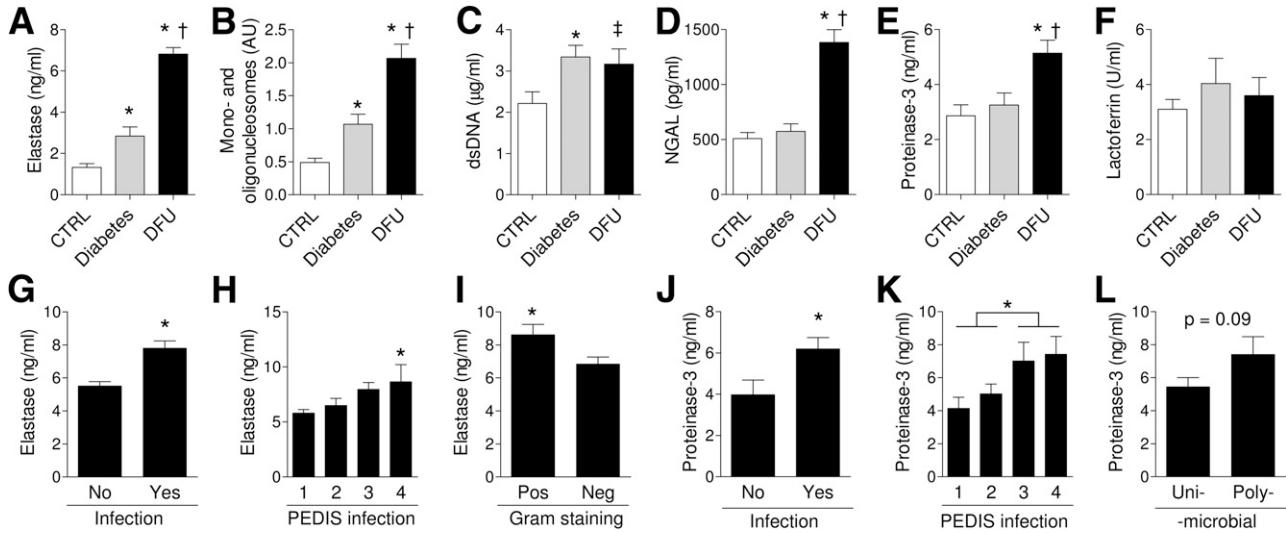 A
Elastase (ng/ml)
8
6
4
2
0
* * †
CTRL
Diabetes
DFU
B
Mono- and
oligonucleosomes (AU)
2.5
2.0
1.5
1.0
0.5
0.0
* * †
CTRL
Diabetes
DFU
C
dsDNA (µg/ml)
4
3
2
1
0
* ‡
CTRL
Diabetes
DFU
D
NGAL (pg/ml)
1500
1000
500
0
* †
CTRL
Diabetes
DFU
E
Proteinase-3 (ng/ml)
6
4
2
0
* †
CTRL
Diabetes
DFU
F
Lactoferrin (U/ml)
6
4
2
0
CTRL
Diabetes
DFU
G
Elastase (ng/ml)
10
8
6
4
2
0
*
No Yes
Infection
H
Elastase (ng/ml)
15
10
5
0
*
1 2 3 4
PEDIS infection
I
Elastase (ng/ml)
10
8
6
4
2
0
*
Pos Neg
Gram staining
J
Proteinase-3 (ng/ml)
8
6
4
2
0
*
No Yes
Infection
K
Proteinase-3 (ng/ml)
10
8
6
4
2
0
*
1 2 3 4
PEDIS infection
L
Proteinase-3 (ng/ml)
10
8
6
4
2
0
p = 0.09
Uni- Poly-
-microbial